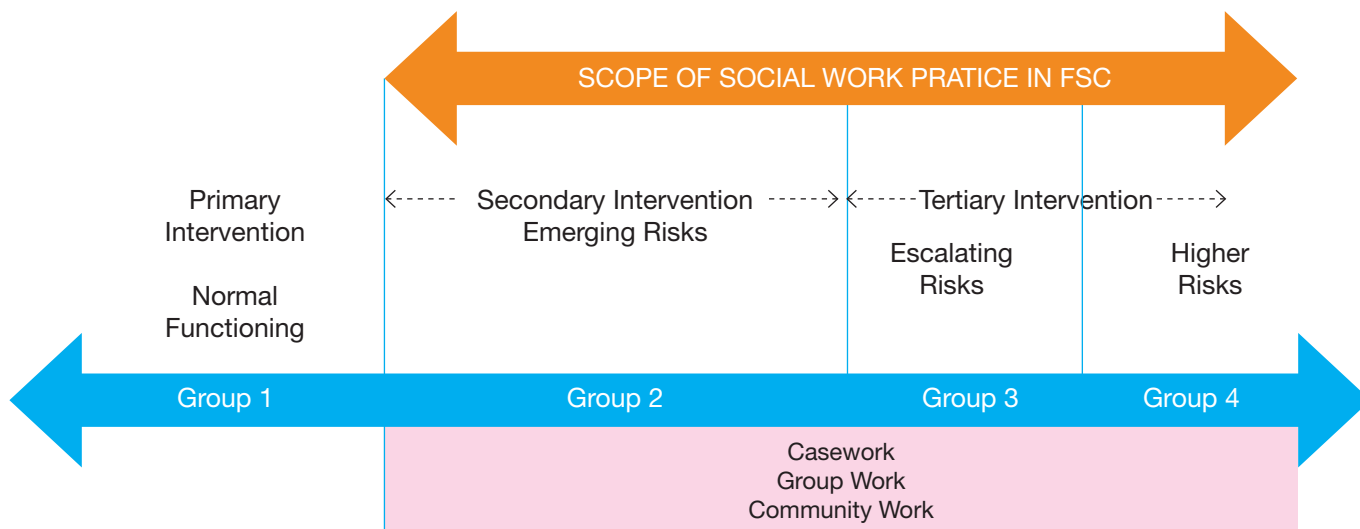 SCOPE OF SOCIAL WORK PRATICE IN FSC
Primary
Intervention
Normal
Functioning
Secondary Intervention
Emerging Risks
Tertiary Intervention
Escalating
Risks
Higher
Risks
Group 1
Group 2
Group 3
Group 4
Casework
Group Work
Community Work